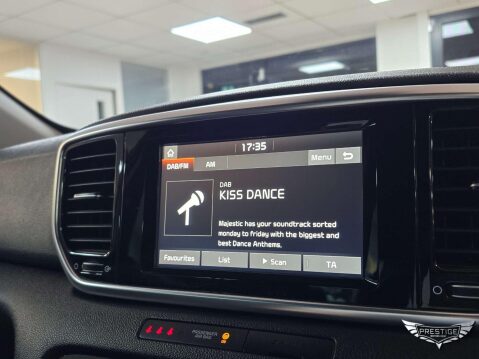 17:35
DAB/FM AM Menu
DAB
KISS DANCE
Majestic has your soundtrack sorted
monday to friday with the biggest and
best Dance Anthems.
Favourites List Scan TA
PASSENGER
PRESTIGE